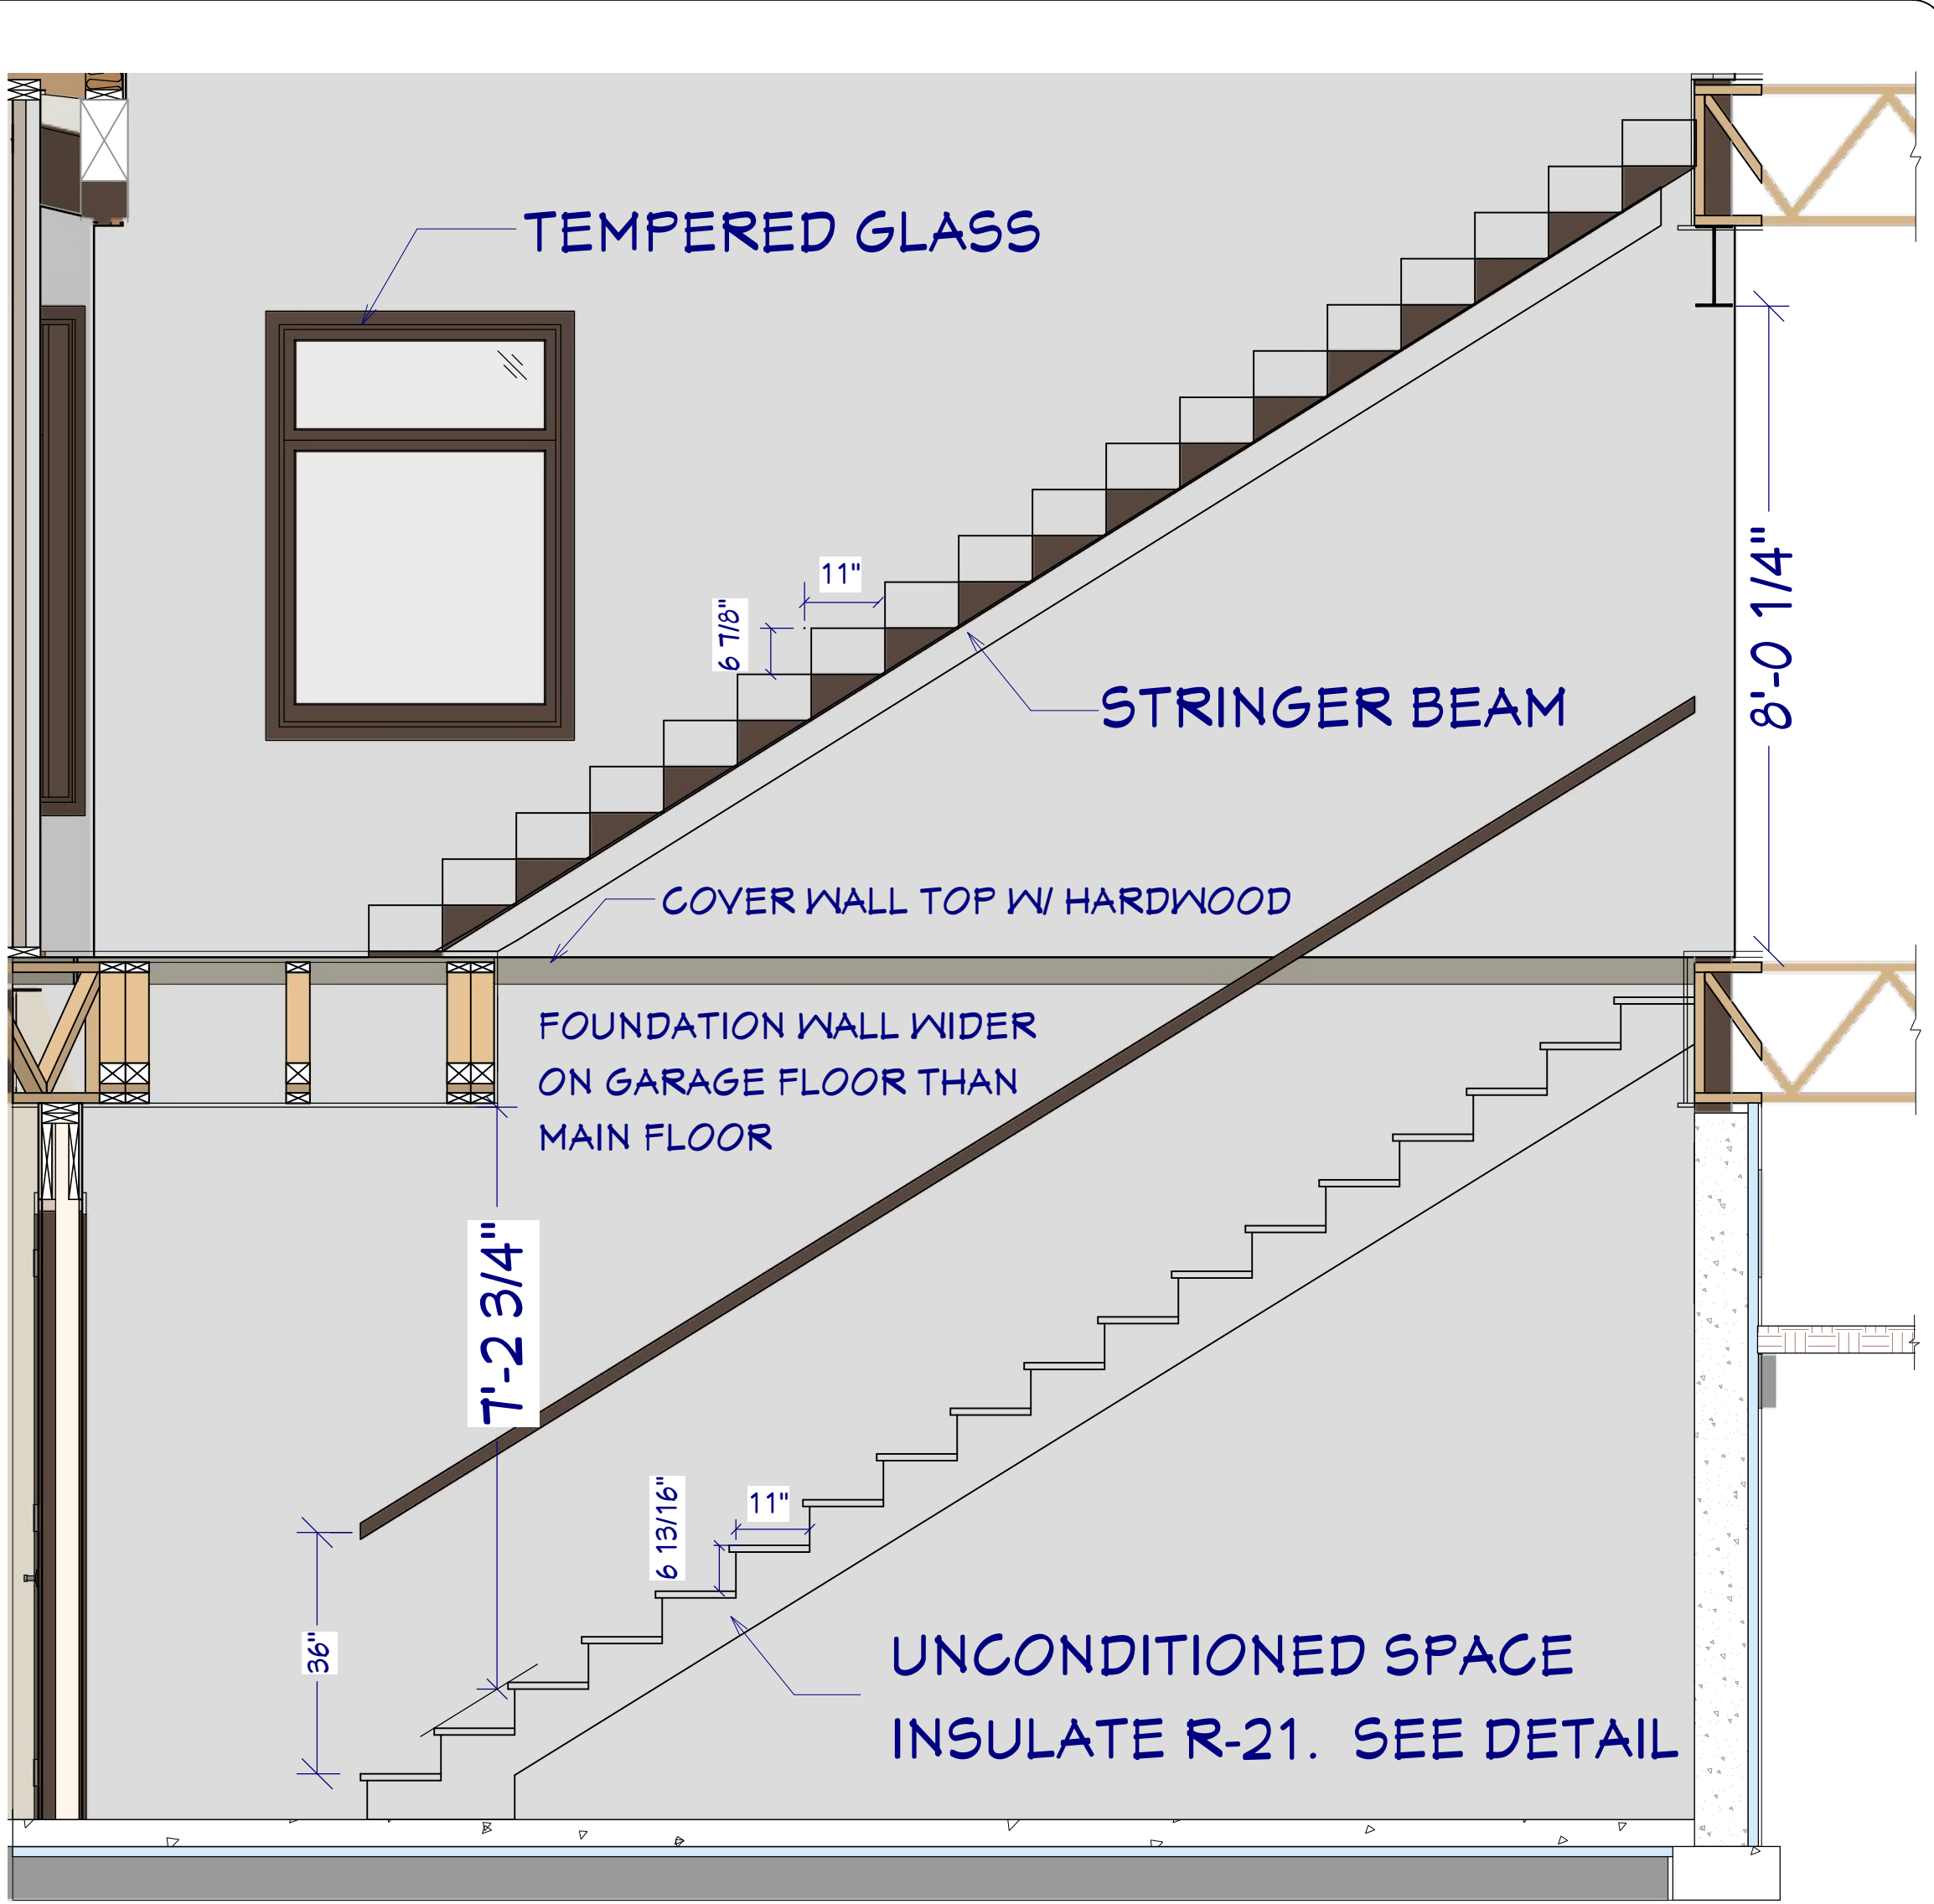 TEMPERED GLASS
11"
6 7/8"
8'-0 1/4"
STRINGER BEAM
COVER WALL TOP W/ HARDWOOD
FOUNDATION WALL WIDER
ON GARAGE FLOOR THAN
MAIN FLOOR
7'-2 3/4"
6 13/16"
11"
36"
UNCONDITIONED SPACE
INSULATE R-21. SEE DETAIL